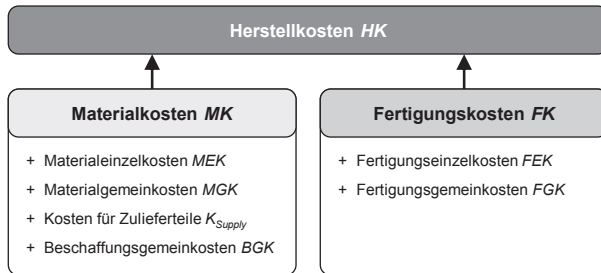 Herstellkosten HK
Materialkosten MK
+ Materialeinzelkosten MEK
+ Materialgemeinkosten MGK
+ Kosten für Zulieferteile K_Supply
+ Beschaffungsgemeinkosten BGK
Fertigungskosten FK
+ Fertigungseinzelkosten FEK
+ Fertigungsgemeinkosten FGK